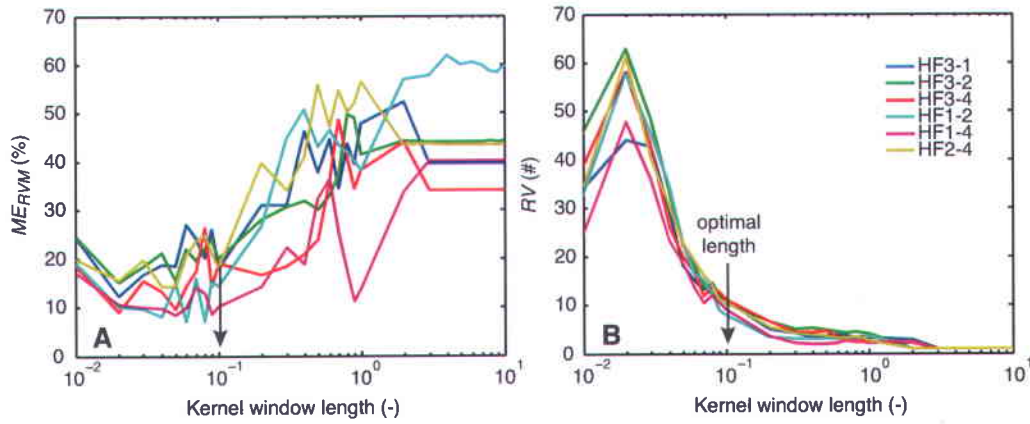 70
60
50
40
30
20
10
0
ME_RVM (%)
A
10^-2
10^-1
10^0
10^1
Kernel window length (-)
70
60
50
40
30
20
10
0
RV (#)
HF3-1
HF3-2
HF3-4
HF1-2
HF1-4
HF2-4
optimal
length
B
10^-2
10^-1
10^0
10^1
Kernel window length (-)